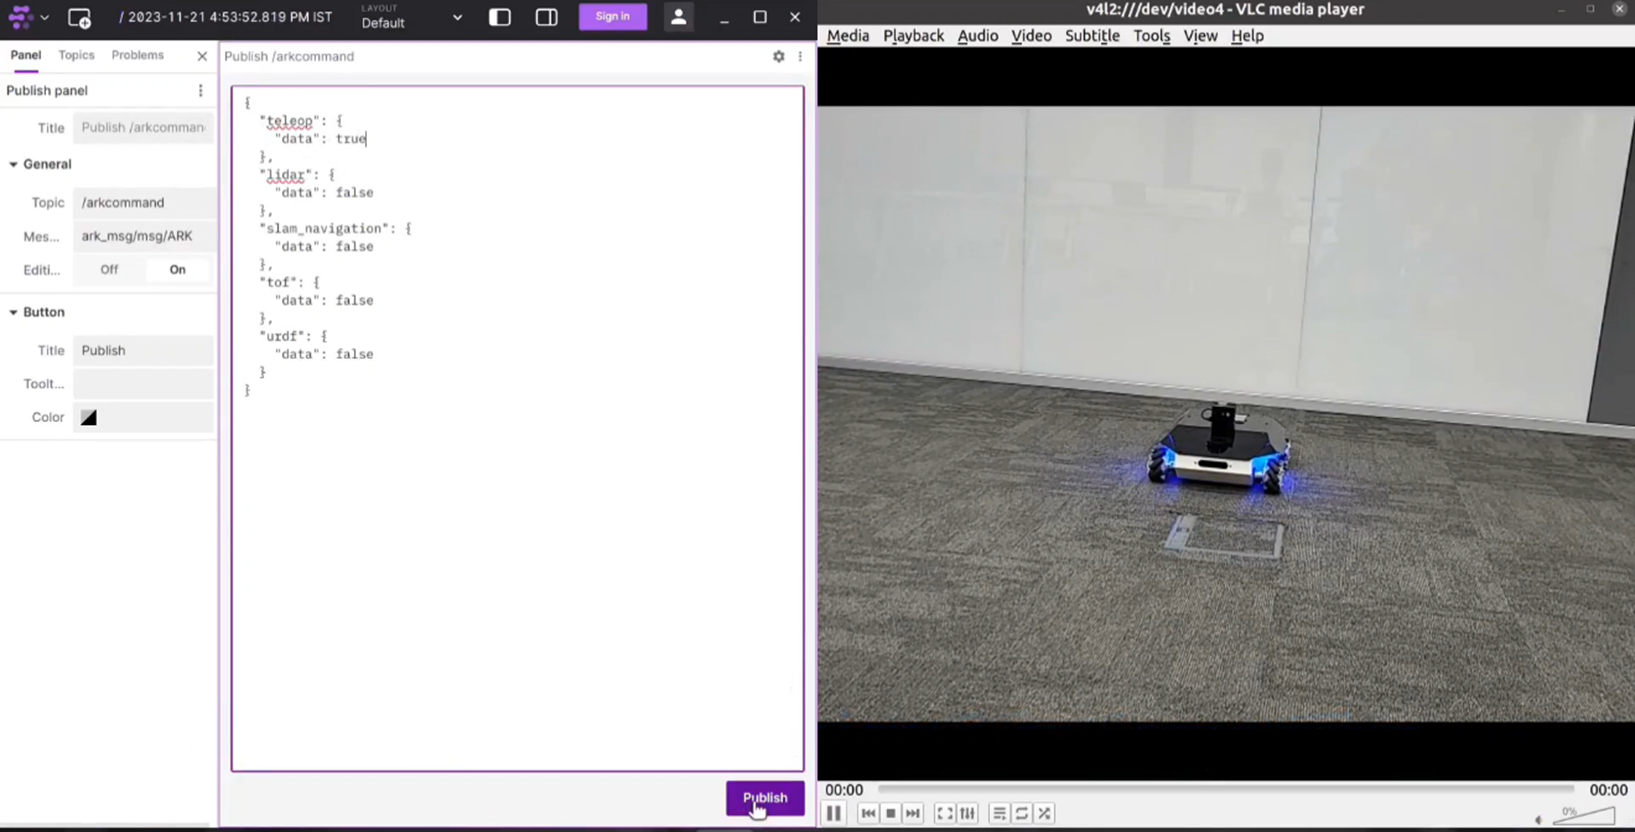 / 2023-11-21 4:53:52.819 PM IST
LAYOUT
Default
Sign in
Panel
Topics
Problems
Publish panel
Title
Publish /arkcomman
General
Topic
/arkcommand
Mes...
ark_msg/msg/ARK
Editi...
Off
On
Button
Title
Publish
Toolt...
Color
Publish /arkcommand
{
"teleop": {
"data": true
},
"lidar": {
"data": false
},
"slam_navigation": {
"data": false
},
"tof": {
"data": false
},
"urdf": {
"data": false
}
}
Publish
v4l2:///dev/video4 - VLC media player
Media Playback Audio Video Subtitle Tools View Help
00:00
00:00
0%